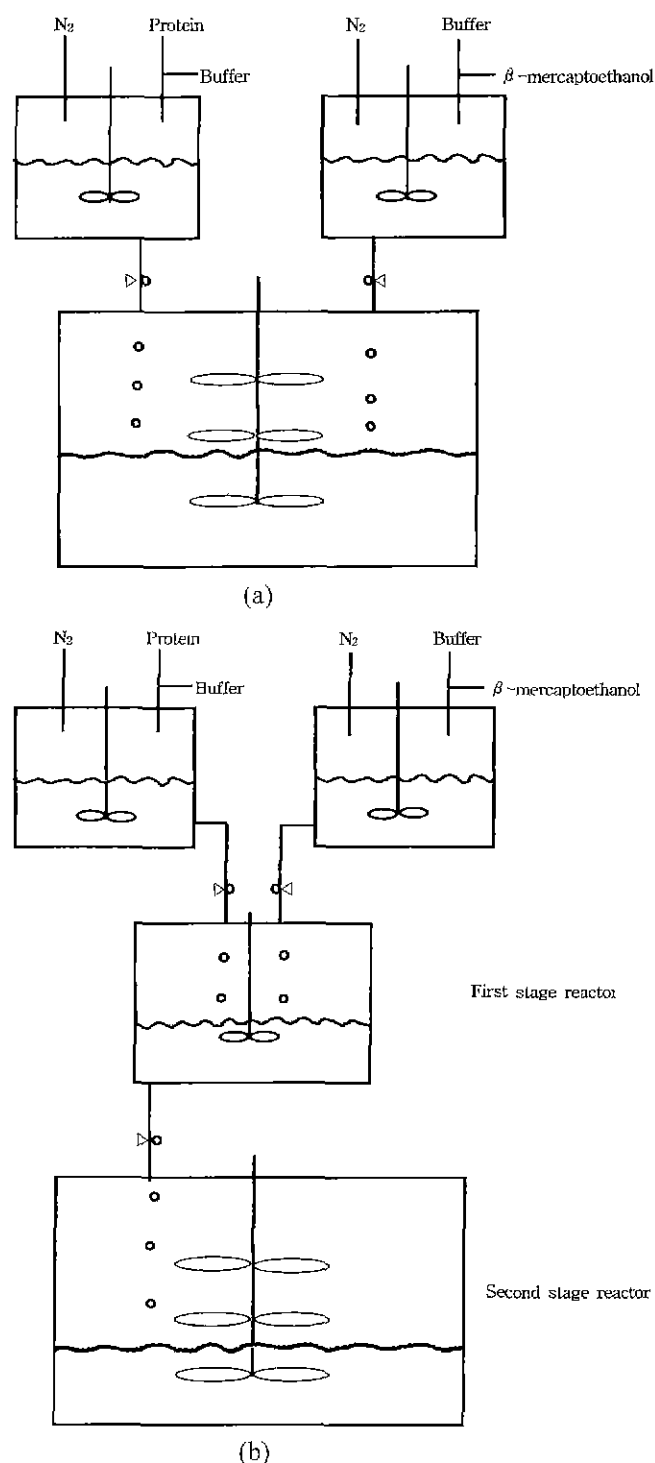 N₂ Protein N₂ Buffer
Buffer β-mercaptoethanol
(a)
N₂ Protein N₂ Buffer
Buffer β-mercaptoethanol
First stage reactor
Second stage reactor
(b)